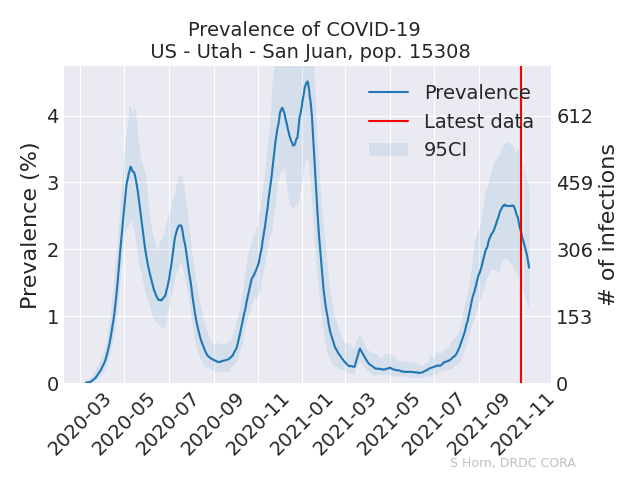 Prevalence of COVID-19
US - Utah - San Juan, pop. 15308
Prevalence (%)
4
3
2
1
0
Prevalence
Latest data
95CI
612
459
306
153
0
# of infections
2020-03
2020-05
2020-07
2020-09
2020-11
2021-01
2021-03
2021-05
2021-07
2021-09
2021-11
S Horn, DRDC CORA